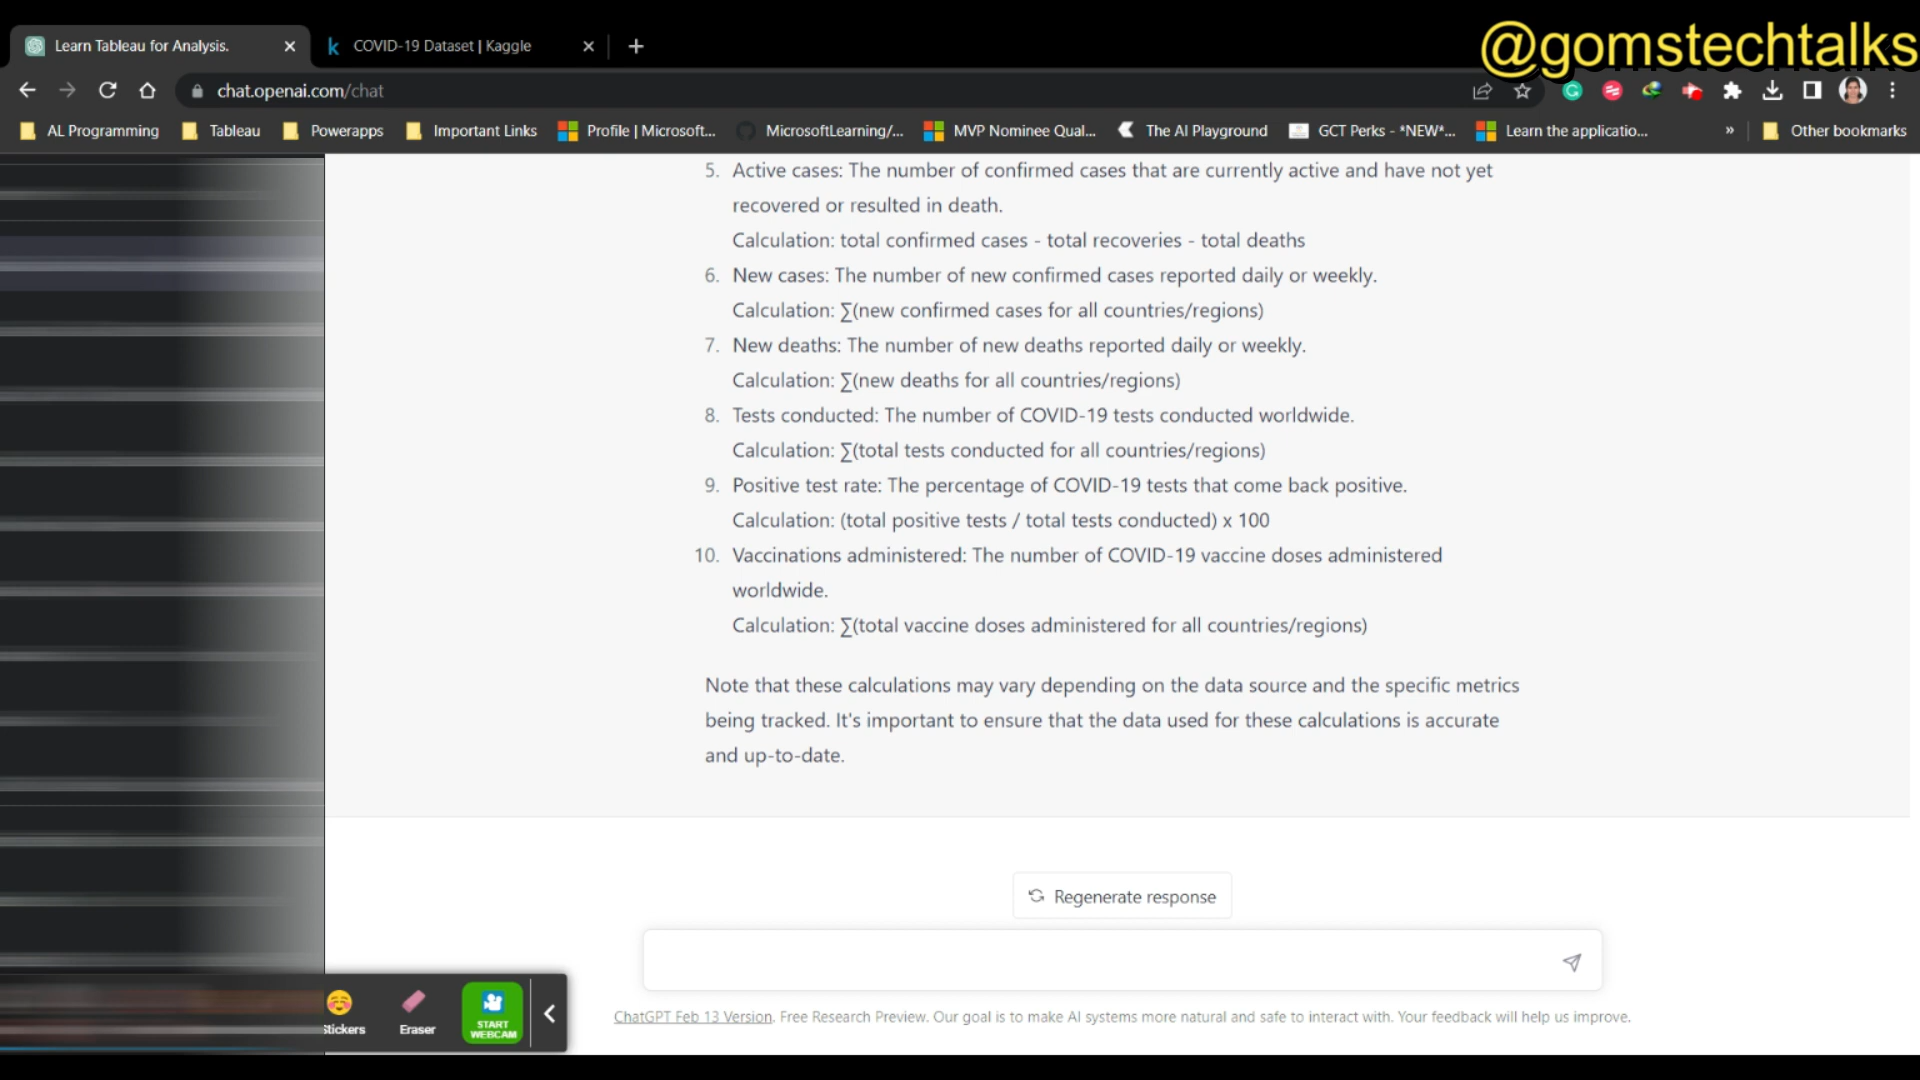 @gomstechtalks
Learn Tableau for Analysis.
COVID-19 Dataset | Kaggle
chat.openai.com/chat
AL Programming
Tableau
Powerapps
Important Links
Profile | Microsoft...
MicrosoftLearning/...
MVP Nominee Qual...
The AI Playground
GCT Perks - *NEW*...
Learn the applicatio...
»
Other bookmarks
5. Active cases: The number of confirmed cases that are currently active and have not yet
recovered or resulted in death.
Calculation: total confirmed cases - total recoveries - total deaths
6. New cases: The number of new confirmed cases reported daily or weekly.
Calculation: ∑(new confirmed cases for all countries/regions)
7. New deaths: The number of new deaths reported daily or weekly.
Calculation: ∑(new deaths for all countries/regions)
8. Tests conducted: The number of COVID-19 tests conducted worldwide.
Calculation: ∑(total tests conducted for all countries/regions)
9. Positive test rate: The percentage of COVID-19 tests that come back positive.
Calculation: (total positive tests / total tests conducted) x 100
10. Vaccinations administered: The number of COVID-19 vaccine doses administered
worldwide.
Calculation: ∑(total vaccine doses administered for all countries/regions)
Note that these calculations may vary depending on the data source and the specific metrics
being tracked. It's important to ensure that the data used for these calculations is accurate
and up-to-date.
Regenerate response
Stickers
Eraser
START
WEBCAM
ChatGPT Feb 13 Version. Free Research Preview. Our goal is to make AI systems more natural and safe to interact with. Your feedback will help us improve.